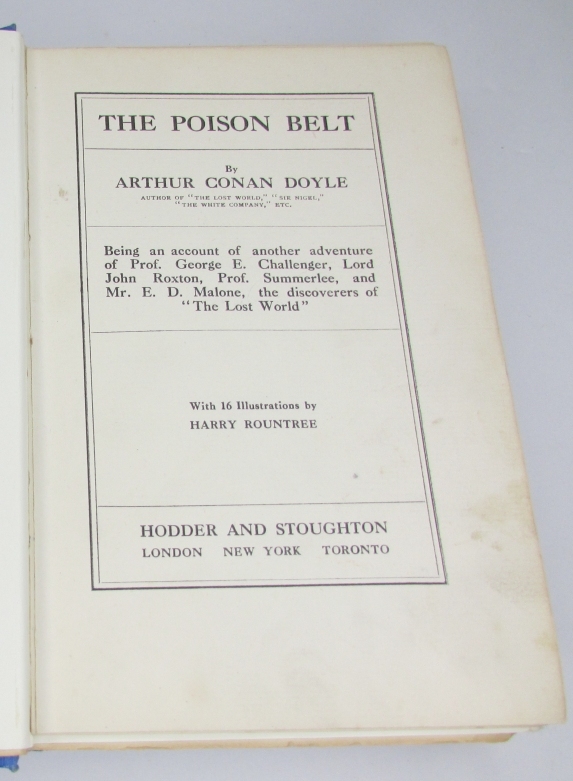 THE POISON BELT
By
ARTHUR CONAN DOYLE
AUTHOR OF "THE LOST WORLD," "SIR NIGEL,"
"THE WHITE COMPANY," ETC.
Being an account of another adventure
of Prof. George E. Challenger, Lord
John Roxton, Prof. Summerlee, and
Mr. E. D. Malone, the discoverers of
"The Lost World"
With 16 Illustrations by
HARRY ROUNTREE
HODDER AND STOUGHTON
LONDON NEW YORK TORONTO